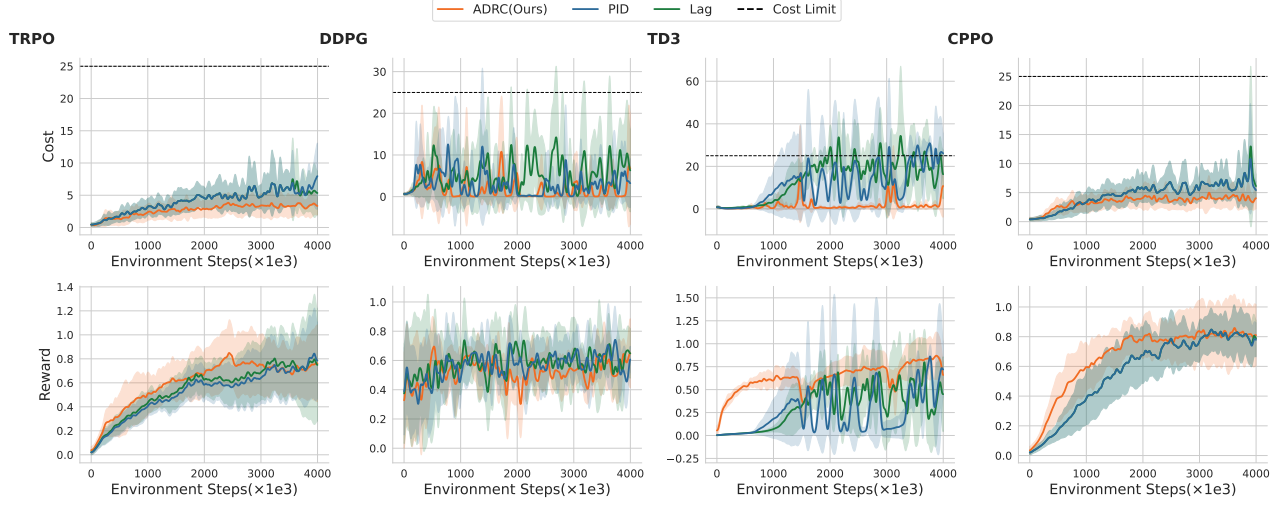 ADRC(Ours) PID Lag Cost Limit
TRPO DDPG TD3 CPPO
Cost
25
20
15
10
5
0
0 1000 2000 3000 4000
Environment Steps(×1e3)
30
20
10
0
0 1000 2000 3000 4000
Environment Steps(×1e3)
60
40
20
0
0 1000 2000 3000 4000
Environment Steps(×1e3)
25
20
15
10
5
0
0 1000 2000 3000 4000
Environment Steps(×1e3)
Reward
1.4
1.2
1.0
0.8
0.6
0.4
0.2
0.0
0 1000 2000 3000 4000
Environment Steps(×1e3)
1.0
0.8
0.6
0.4
0.2
0.0
0 1000 2000 3000 4000
Environment Steps(×1e3)
1.50
1.25
1.00
0.75
0.50
0.25
0.00
−0.25
0 1000 2000 3000 4000
Environment Steps(×1e3)
1.0
0.8
0.6
0.4
0.2
0.0
0 1000 2000 3000 4000
Environment Steps(×1e3)